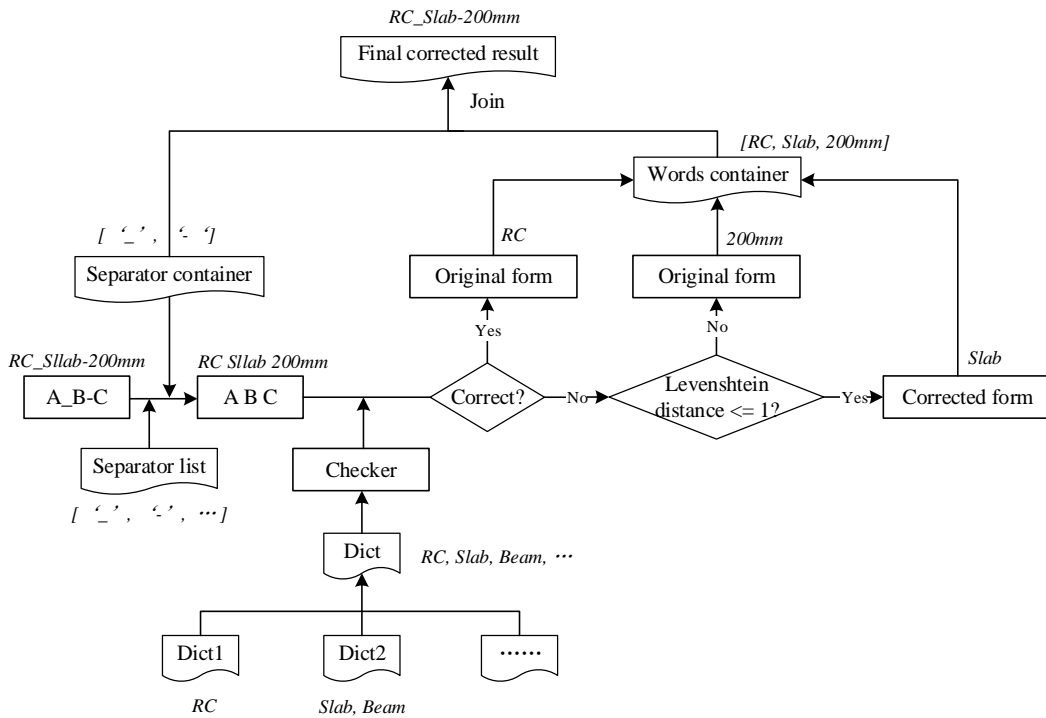 RC_Slab-200mm
Final corrected result
Join
[RC, Slab, 200mm]
Words container
[ ‘_’ , ‘- ‘]
RC
200mm
Separator container
Original form
Original form
Yes
No
RC_Sllab-200mm
RC Sllab 200mm
Slab
A_B-C
A B C
Correct?
No
Levenshtein
distance <= 1?
Yes
Corrected form
Separator list
Checker
[ ‘_’ , ‘-’ , … ]
Dict
RC, Slab, Beam, …
Dict1
Dict2
……
RC
Slab, Beam